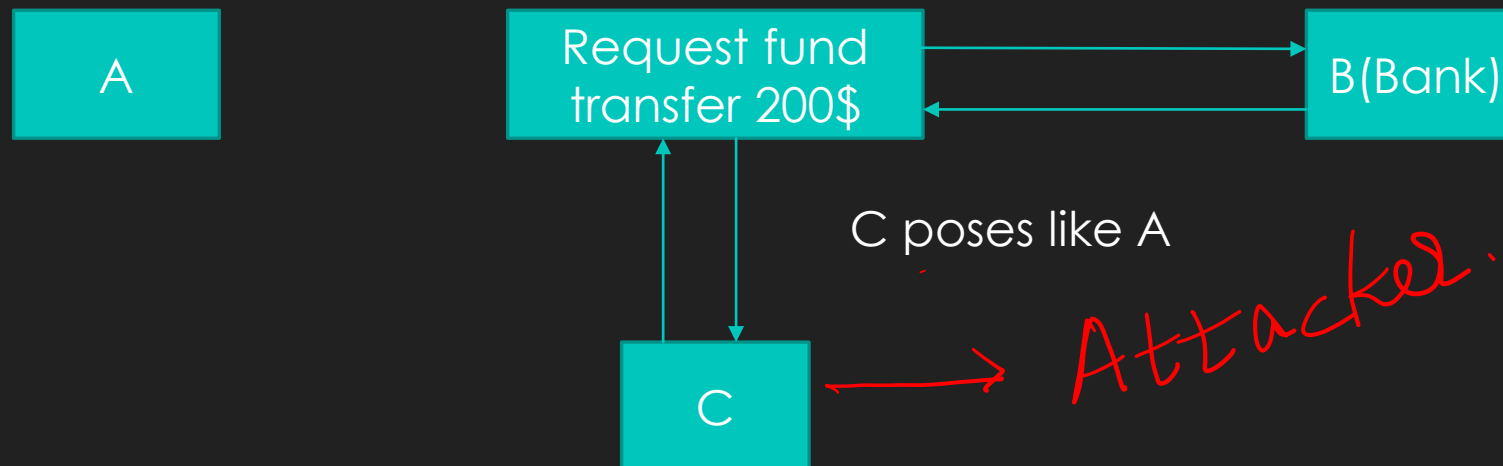 A
Request fund
transfer 200$
B(Bank)
C poses like A
C
Attacker.